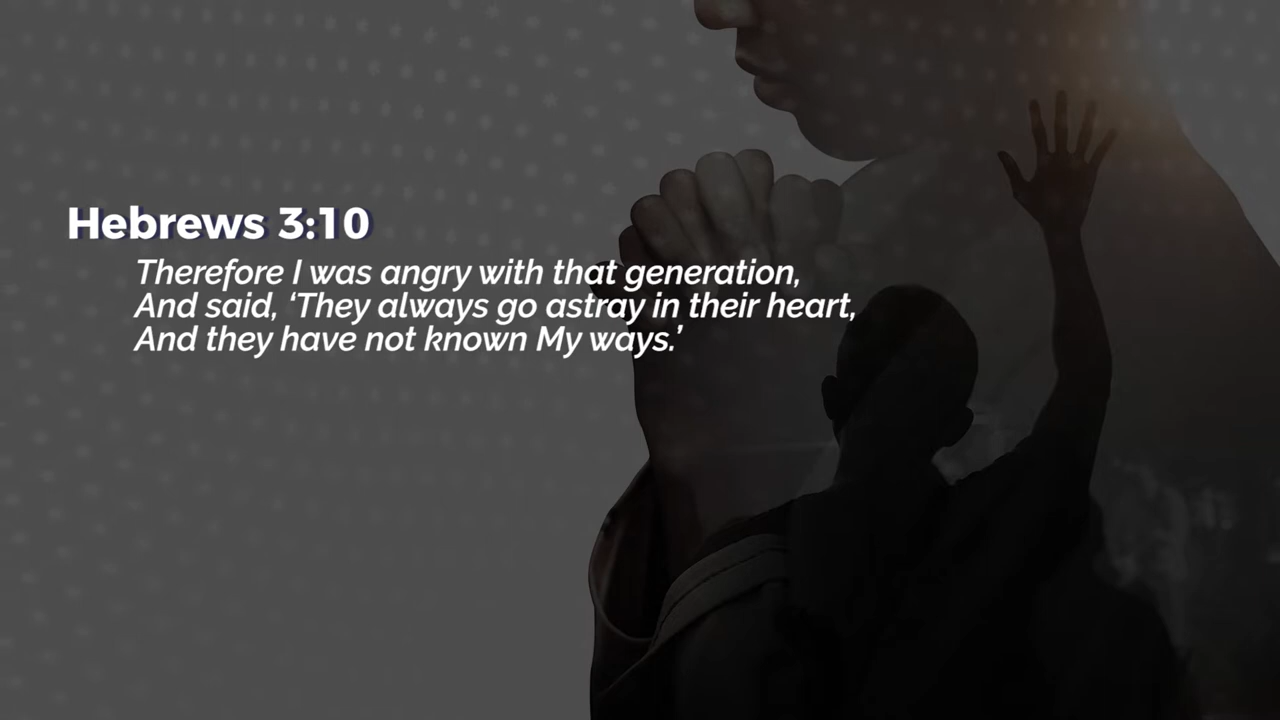 Hebrews 3:10
Therefore I was angry with that generation,
And said, ‘They always go astray in their heart,
And they have not known My ways.’